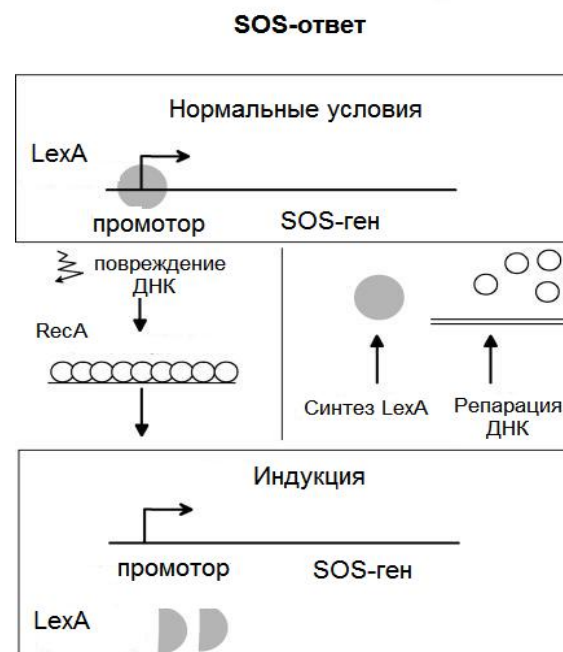 SOS-ответ
Нормальные условия
LexA
промотор
SOS-ген
повреждение
ДНК
RecA
Синтез LexA
Репарация
ДНК
Индукция
промотор
SOS-ген
LexA